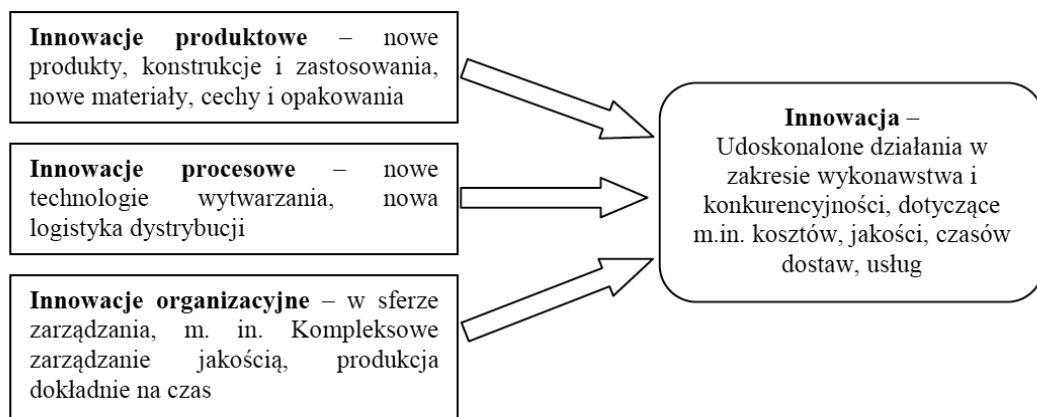 Innowacje produktowe – nowe
produkty, konstrukcje i zastosowania,
nowe materiały, cechy i opakowania
Innowacje procesowe – nowe
technologie wytwarzania, nowa
logistyka dystrybucji
Innowacje organizacyjne – w sferze
zarządzania, m. in. Kompleksowe
zarządzanie jakością, produkcja
dokładnie na czas
Innowacja –
Udoskonalone działania w
zakresie wykonawstwa i
konkurencyjności, dotyczące
m.in. kosztów, jakości, czasów
dostaw, usług